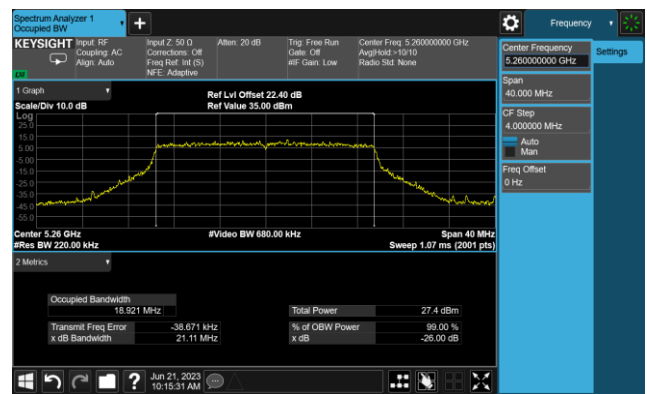 Spectrum Analyzer 1
Occupied BW
Frequency
KEYSIGHT
Input: RF
Coupling: AC
Align: Auto
Input Z: 50 Ω
Corrections: Off
Freq Ref: Int (S)
NFE: Adaptive
Atten: 20 dB
Trig: Free Run
Gate: Off
#IF Gain: Low
Center Freq: 5.260000000 GHz
Avg|Hold:>10/10
Radio Std: None
LXI
Center Frequency
5.260000000 GHz
Settings
Span
40.000 MHz
CF Step
4.000000 MHz
Auto
Man
Freq Offset
0 Hz
1 Graph
Scale/Div 10.0 dB
Ref Lvl Offset 22.40 dB
Ref Value 35.00 dBm
Log
25.0
15.0
5.00
-5.00
-15.0
-25.0
-35.0
-45.0
-55.0
Center 5.26 GHz
#Video BW 680.00 kHz
Span 40 MHz
#Res BW 220.00 kHz
Sweep 1.07 ms (2001 pts)
2 Metrics
Occupied Bandwidth
18.921 MHz
Total Power 27.4 dBm
Transmit Freq Error -38.671 kHz
% of OBW Power 99.00 %
x dB Bandwidth 21.11 MHz
x dB -26.00 dB
?
Jun 21, 2023
10:15:31 AM